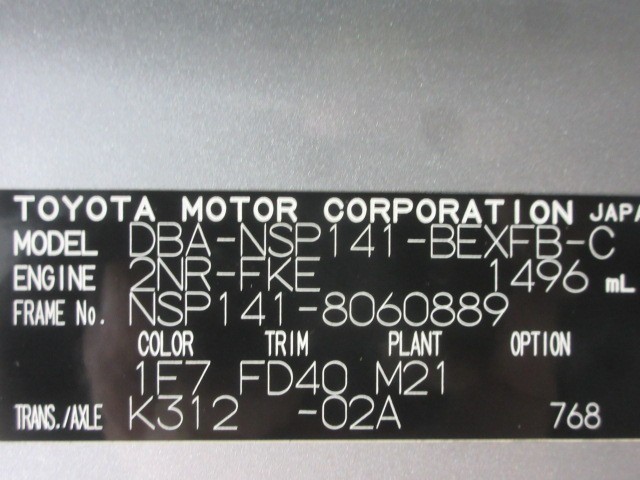 TOYOTA MOTOR CORPORATION JAPA
MODEL DBA-NSP141-BEXFB-C
ENGINE 2NR-FKE 1496 mL
FRAME No. NSP141-8060889
COLOR TRIM PLANT OPTION
1E7 FD40 M21
TRANS./AXLE K312 -02A 768